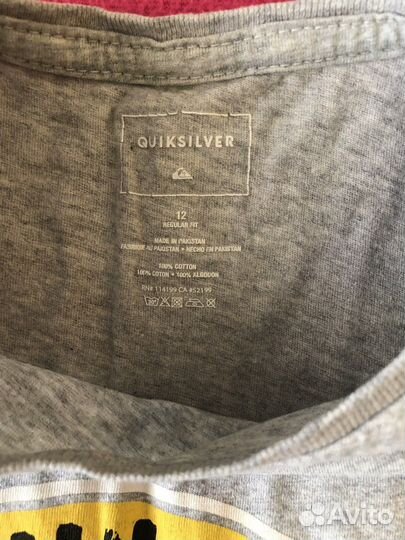 QUIKSILVER
12
REGULAR FIT
MADE IN PAKISTAN
FABRIQUÉ AU PAKISTAN • HECHO EN PAKISTAN
100% COTTON
100% COTON • 100% ALGODON
RN# 114199 CA #52199
Avito